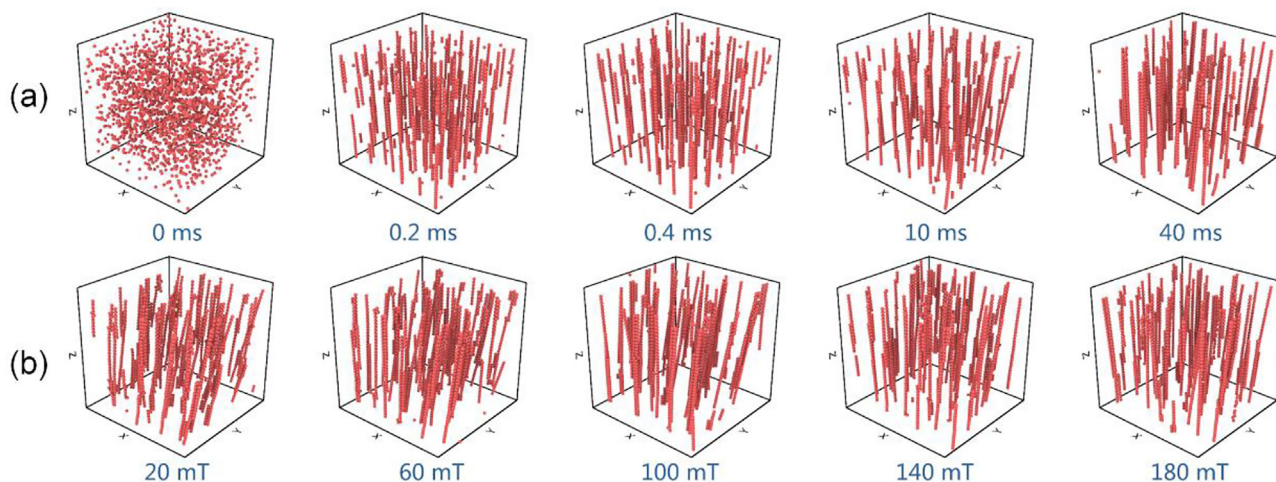 (a)
Z X Y Z X Y Z X Y Z X Y Z X Y
0 ms 0.2 ms 0.4 ms 10 ms 40 ms
(b)
Z X Y Z X Y Z X Y Z X Y Z X Y
20 mT 60 mT 100 mT 140 mT 180 mT